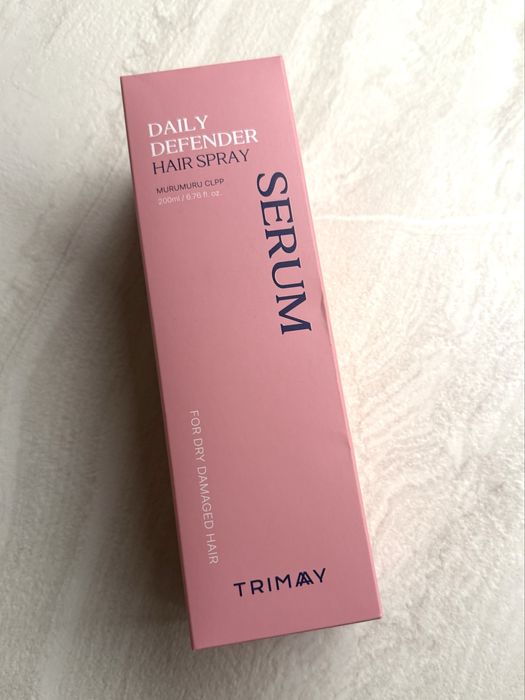 DAILY
DEFENDER
HAIR SPRAY
MURUMURU CLPP
200ml / 6.76 fl. oz.
SERUM
FOR DRY DAMAGED HAIR
TRIMAY